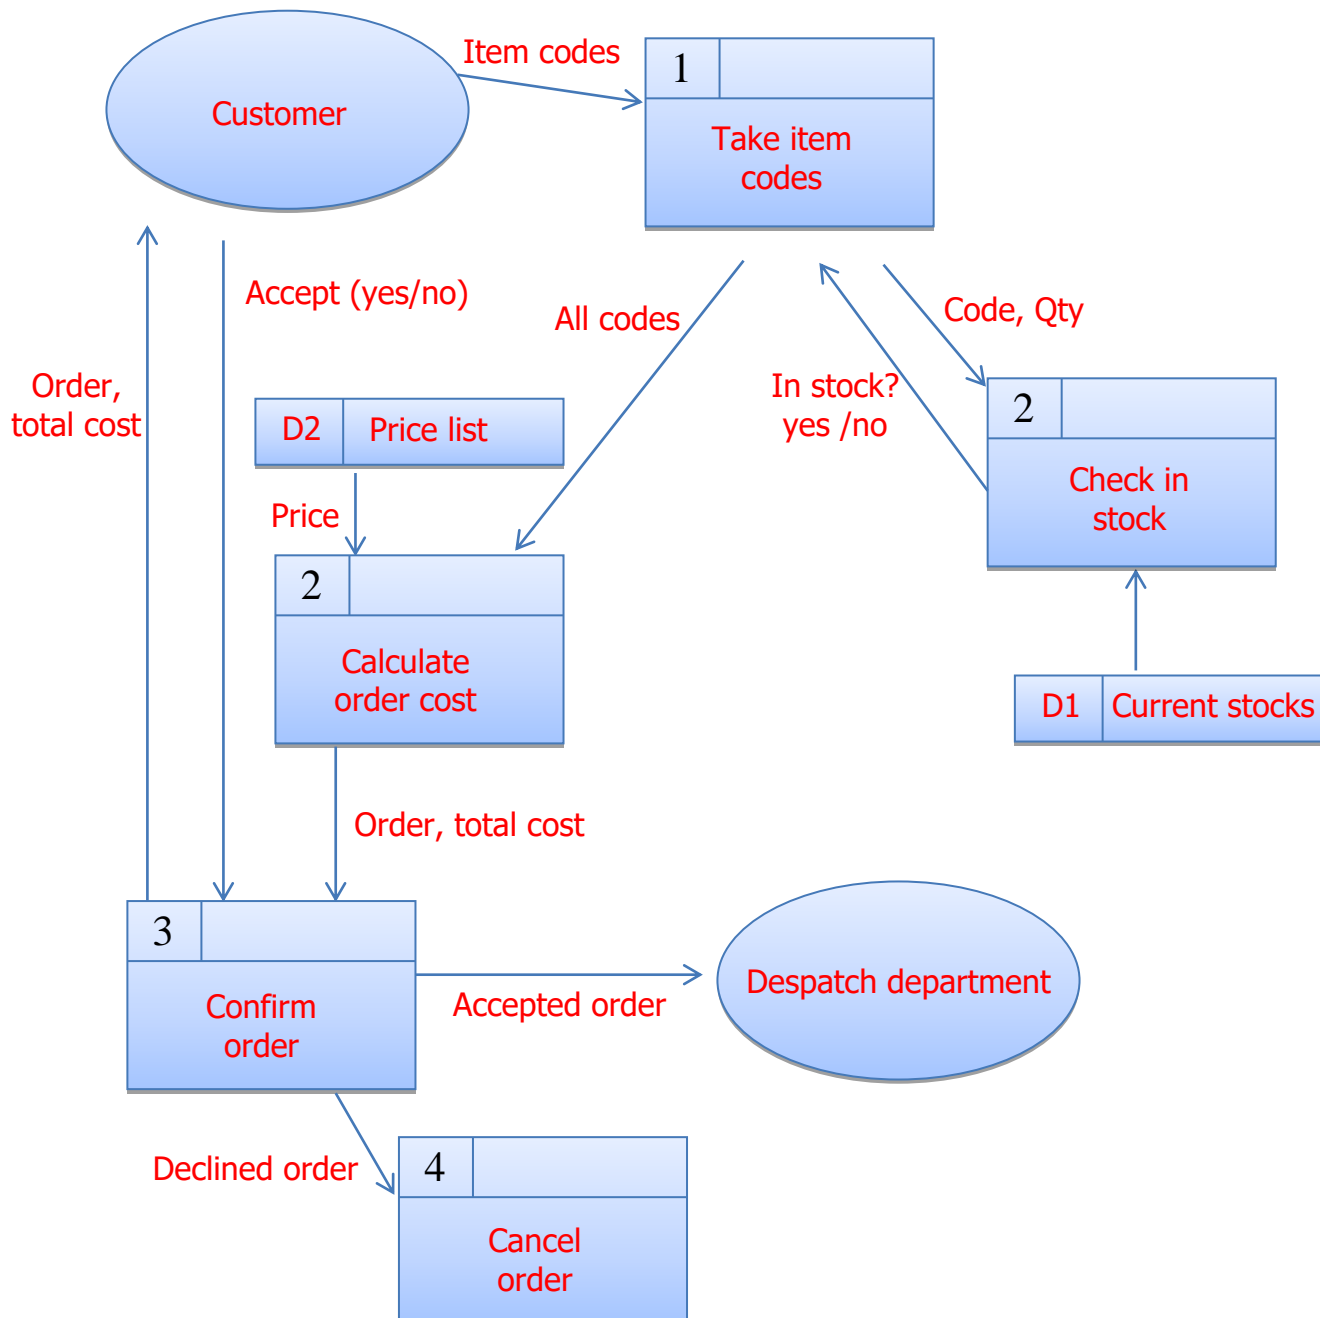 Item codes
1
Customer
Take item
codes
Accept (yes/no)
All codes
Code, Qty
Order,
total cost
In stock?
yes /no
D2
Price list
2
Check in
stock
Price
2
Calculate
order cost
D1
Current stocks
Order, total cost
3
Confirm
order
Accepted order
Despatch department
Declined order
4
Cancel
order